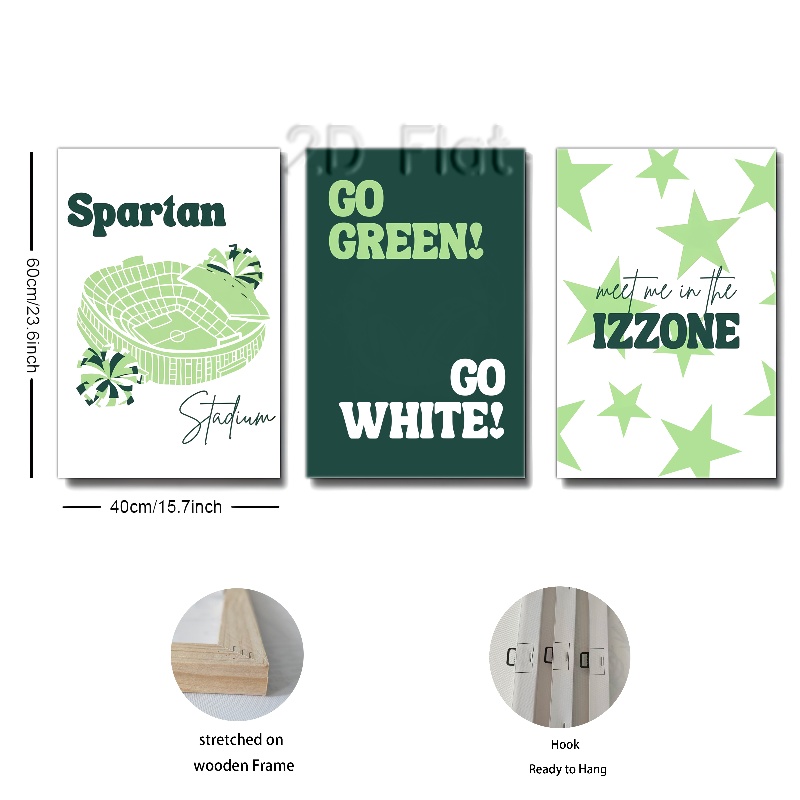 2D Flat
Spartan
Stadium
GO
GREEN!
GO
WHITE!
meet me in the
IZZONE
60cm/23.6inch
40cm/15.7inch
stretched on
wooden Frame
Hook
Ready to Hang